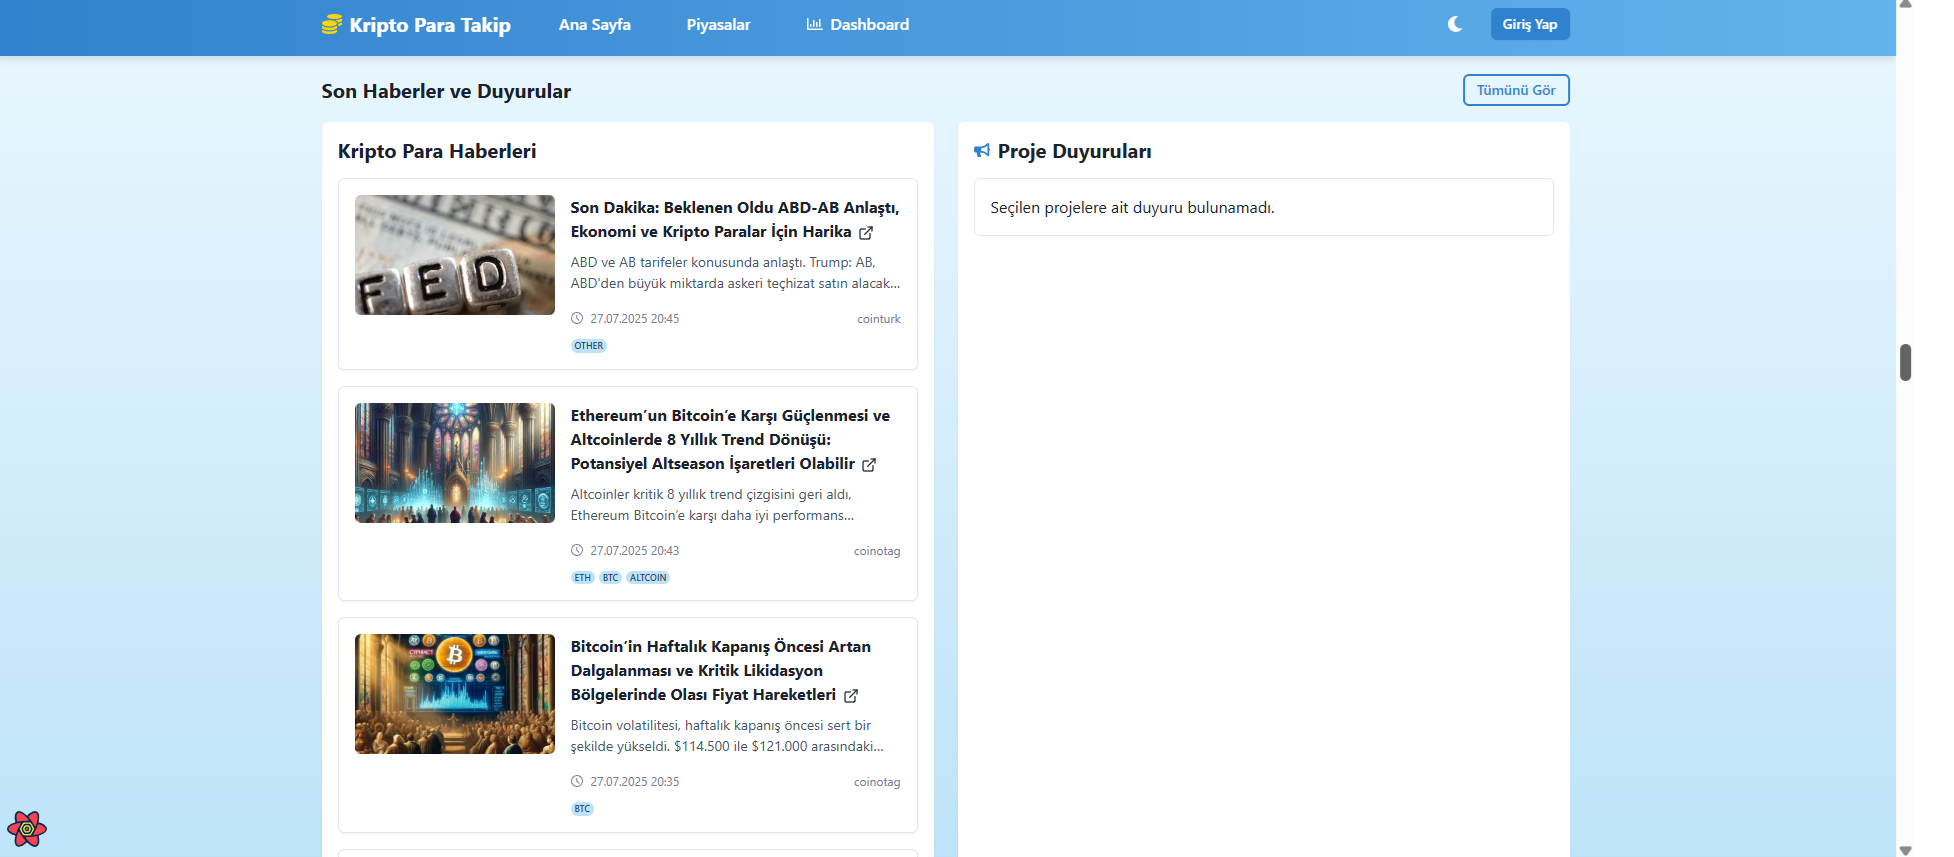 Kripto Para Takip
Ana Sayfa
Piyasalar
Dashboard
Giriş Yap
Son Haberler ve Duyurular
Tümünü Gör
Kripto Para Haberleri
FED
Son Dakika: Beklenen Oldu ABD-AB Anlaştı,
Ekonomi ve Kripto Paralar İçin Harika
ABD ve AB tarifeler konusunda anlaştı. Trump: AB,
ABD'den büyük miktarda askeri teçhizat satın alacak...
27.07.2025 20:45
cointurk
OTHER
Ethereum’un Bitcoin’e Karşı Güçlenmesi ve
Altcoinlerde 8 Yıllık Trend Dönüşü:
Potansiyel Altseason İşaretleri Olabilir
Altcoinler kritik 8 yıllık trend çizgisini geri aldı,
Ethereum Bitcoin’e karşı daha iyi performans...
27.07.2025 20:43
coinotag
ETH BTC ALTCOIN
Bitcoin’in Haftalık Kapanış Öncesi Artan
Dalgalanması ve Kritik Likidasyon
Bölgelerinde Olası Fiyat Hareketleri
Bitcoin volatilitesi, haftalık kapanış öncesi sert bir
şekilde yükseldi. $114.500 ile $121.000 arasındaki...
27.07.2025 20:35
coinotag
BTC
Proje Duyuruları
Seçilen projelere ait duyuru bulunamadı.